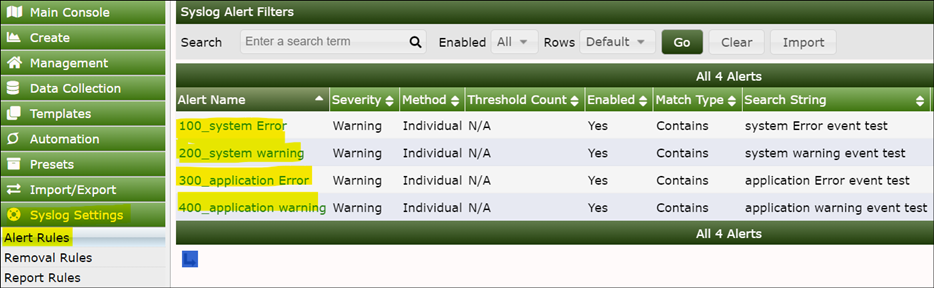 Main Console
Create
Management
Data Collection
Templates
Automation
Presets
Import/Export
Syslog Settings
Alert Rules
Removal Rules
Report Rules
Syslog Alert Filters
Search Enter a search term Enabled All Rows Default Go Clear Import
All 4 Alerts
Alert Name Severity Method Threshold Count Enabled Match Type Search String
100_system Error Warning Individual N/A Yes Contains system Error event test
200_system warning Warning Individual N/A Yes Contains system warning event test
300_application Error Warning Individual N/A Yes Contains application Error event test
400_application warning Warning Individual N/A Yes Contains application warning event test
All 4 Alerts